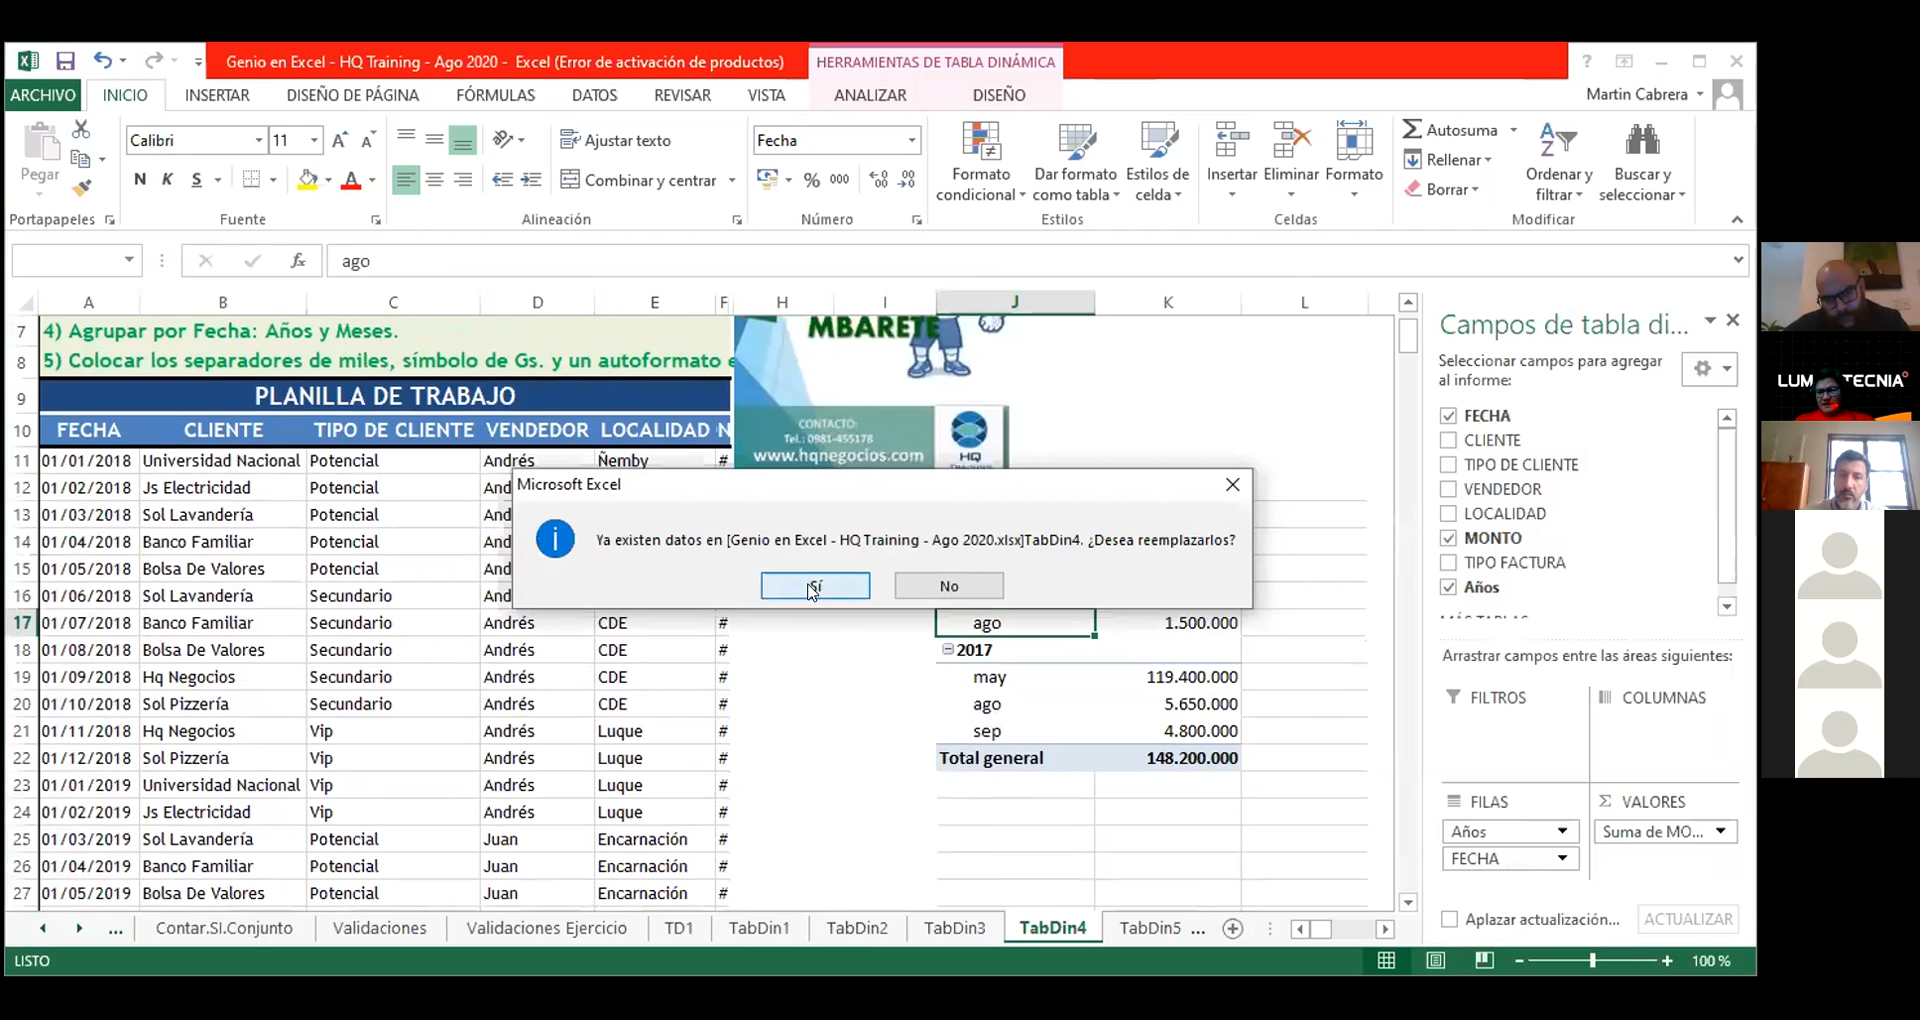 Genio en Excel - HQ Training - Ago 2020 - Excel (Error de activación de productos)
HERRAMIENTAS DE TABLA DINÁMICA
?
ARCHIVO INICIO INSERTAR DISEÑO DE PÁGINA FÓRMULAS DATOS REVISAR VISTA ANALIZAR DISEÑO
Martin Cabrera
Pegar
Portapapeles
Calibri 11
N K S
Fuente
Ajustar texto
Combinar y centrar
Alineación
Fecha
% 000
Número
Formato condicional
Dar formato como tabla
Estilos de celda
Estilos
Insertar Eliminar Formato
Celdas
Autosuma
Rellenar
Borrar
Ordenar y filtrar
Buscar y seleccionar
Modificar
fx ago
A B C D E F H I J K L
7 4) Agrupar por Fecha: Años y Meses.
8 5) Colocar los separadores de miles, símbolo de Gs. y un autoformato e
9 PLANILLA DE TRABAJO
10 FECHA CLIENTE TIPO DE CLIENTE VENDEDOR LOCALIDAD N
11 01/01/2018 Universidad Nacional Potencial Andrés Ñemby #
12 01/02/2018 Js Electricidad Potencial And
13 01/03/2018 Sol Lavandería Potencial And
14 01/04/2018 Banco Familiar Potencial And
15 01/05/2018 Bolsa De Valores Potencial And
16 01/06/2018 Sol Lavandería Secundario And
17 01/07/2018 Banco Familiar Secundario Andrés CDE #
18 01/08/2018 Bolsa De Valores Secundario Andrés CDE #
19 01/09/2018 Hq Negocios Secundario Andrés CDE #
20 01/10/2018 Sol Pizzería Secundario Andrés CDE #
21 01/11/2018 Hq Negocios Vip Andrés Luque #
22 01/12/2018 Sol Pizzería Vip Andrés Luque #
23 01/01/2019 Universidad Nacional Vip Andrés Luque #
24 01/02/2019 Js Electricidad Vip Andrés Luque #
25 01/03/2019 Sol Lavandería Potencial Juan Encarnación #
26 01/04/2019 Banco Familiar Potencial Juan Encarnación #
27 01/05/2019 Bolsa De Valores Potencial Juan Encarnación #
MBARETE
CONTACTO:
Tel.: 0981-455178
www.hqnegocios.com
HQ
Microsoft Excel
Ya existen datos en [Genio en Excel - HQ Training - Ago 2020.xlsx]TabDin4. ¿Desea reemplazarlos?
Sí No
ago 1.500.000
2017
may 119.400.000
ago 5.650.000
sep 4.800.000
Total general 148.200.000
Campos de tabla di...
Seleccionar campos para agregar
al informe:
FECHA
CLIENTE
TIPO DE CLIENTE
VENDEDOR
LOCALIDAD
MONTO
TIPO FACTURA
Años
MÁS TABLAS
Arrastrar campos entre las áreas siguientes:
FILTROS COLUMNAS
FILAS VALORES
Años Suma de MO...
FECHA
Aplazar actualización... ACTUALIZAR
... Contar.SI.Conjunto Validaciones Validaciones Ejercicio TD1 TabDin1 TabDin2 TabDin3 TabDin4 TabDin5 ...
LISTO
100 %
TECNIA